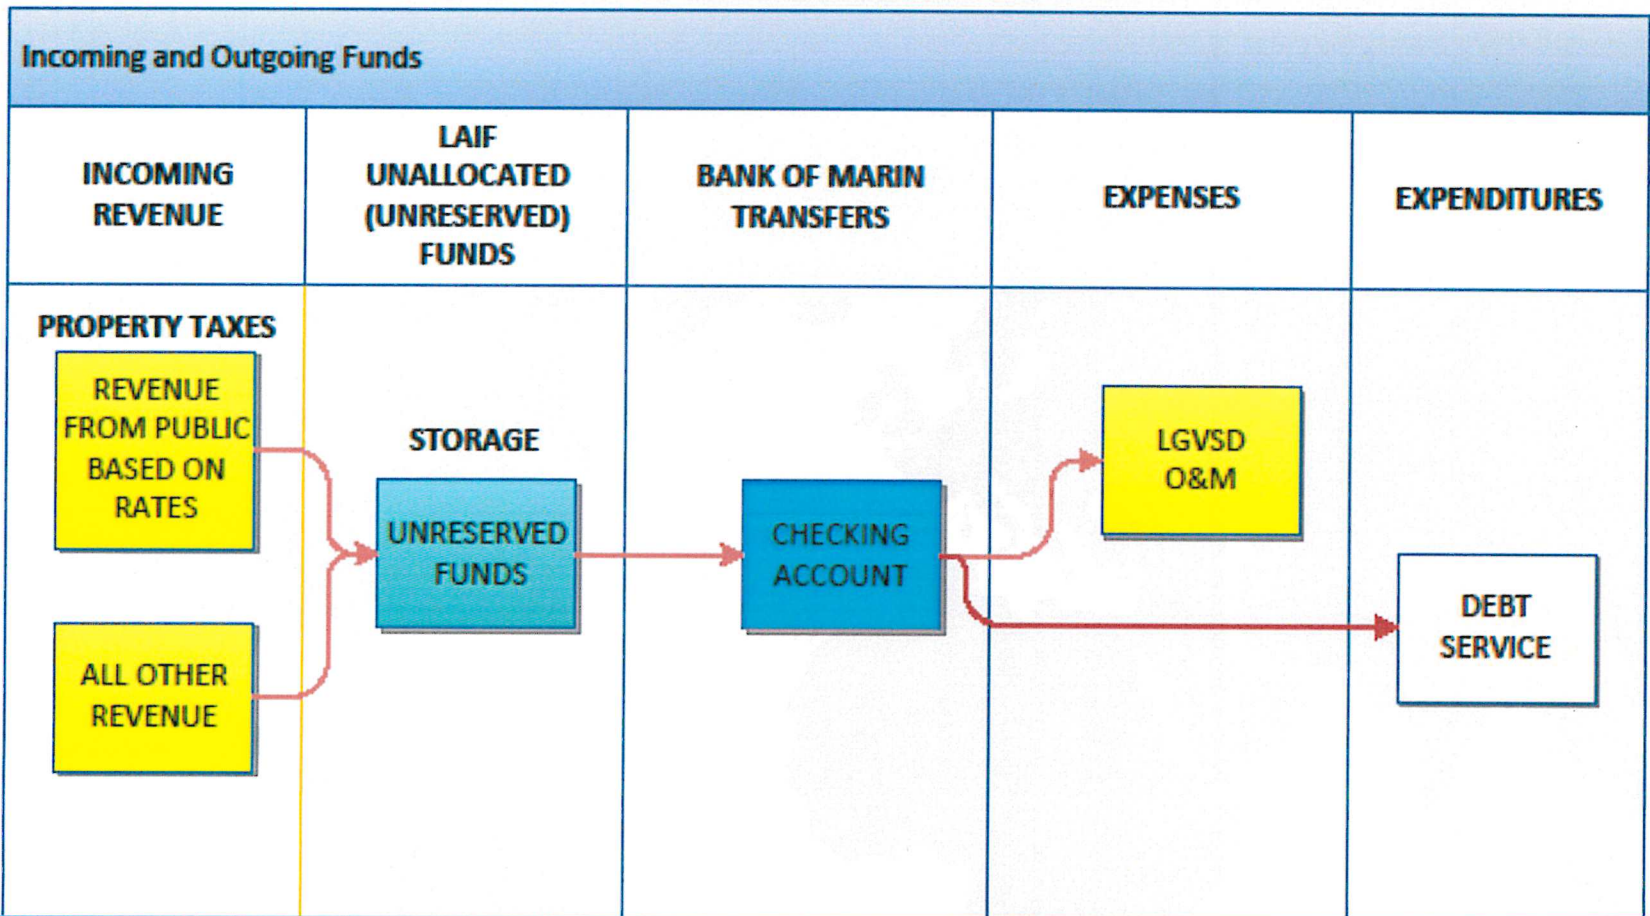 Incoming and Outgoing Funds
INCOMING
REVENUE
LAIF
UNALLOCATED
(UNRESERVED)
FUNDS
BANK OF MARIN
TRANSFERS
EXPENSES
EXPENDITURES
PROPERTY TAXES
REVENUE
FROM PUBLIC
BASED ON
RATES
ALL OTHER
REVENUE
STORAGE
UNRESERVED
FUNDS
CHECKING
ACCOUNT
LGVSD
O&M
DEBT
SERVICE